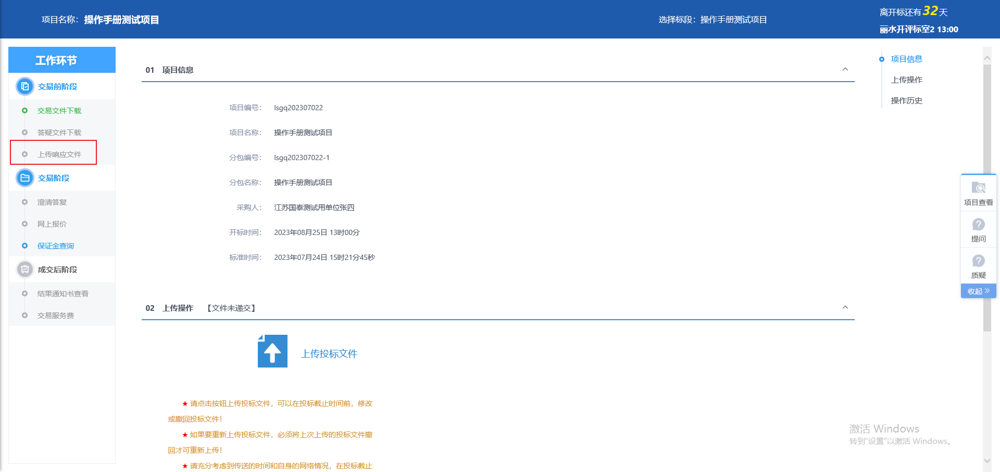 项目名称：操作手册测试项目
选择标段：操作手册测试项目
离开标还有32天
丽水开评标室2 13:00
工作环节
交易前阶段
交易文件下载
答疑文件下载
上传响应文件
交易阶段
澄清答复
网上报价
保证金查询
成交后阶段
结果通知书查看
交易服务费
01 项目信息
项目编号： lsgq202307022
项目名称： 操作手册测试项目
分包编号： lsgq202307022-1
分包名称： 操作手册测试项目
采购人： 江苏国泰测试用单位张四
开标时间： 2023年08月25日 13时00分
标准时间： 2023年07月24日 15时21分45秒
02 上传操作 【文件未递交】
上传投标文件
★ 请点击按钮上传投标文件，可以在投标截止时间前，修改
或撤回投标文件！
★ 如果要重新上传投标文件，必须将上次上传的投标文件撤
回才可重新上传！
★ 请充分考虑到传送的时间和自身的网络情况，在投标截止
项目信息
上传操作
操作历史
项目查看
提问
质疑
收起 »
激活 Windows
转到“设置”以激活 Windows。